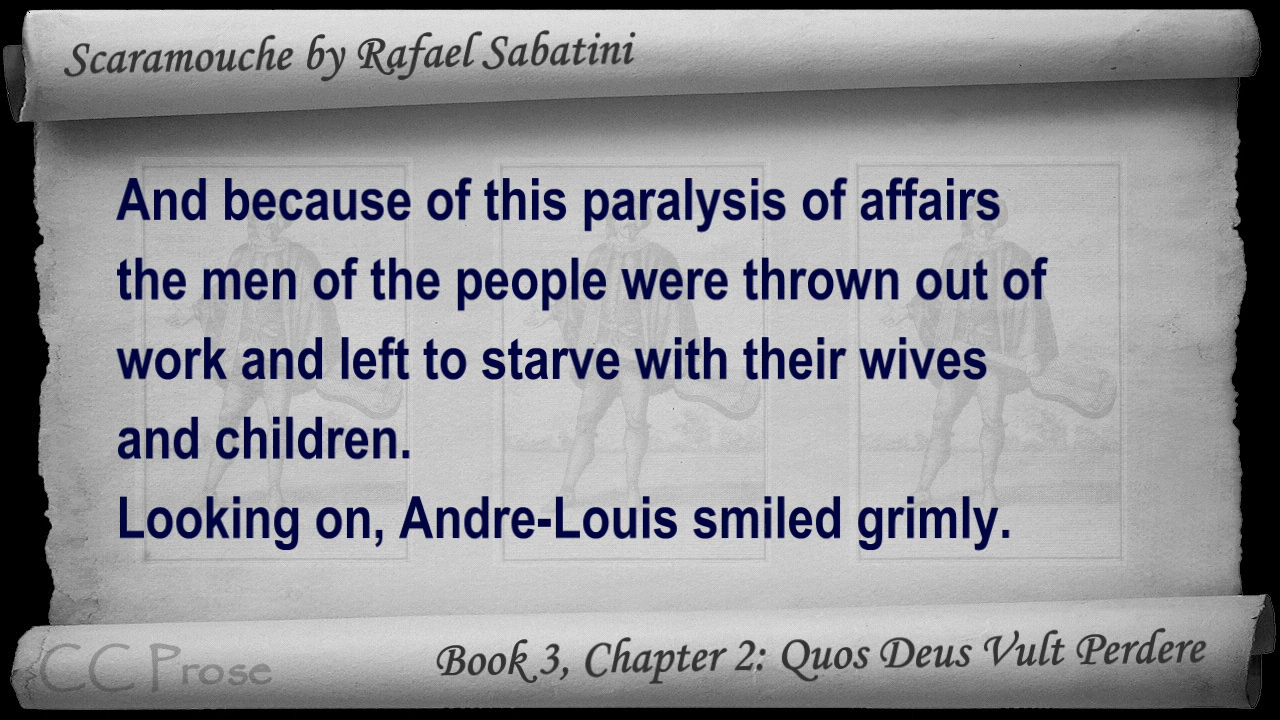 Scaramouche by Rafael Sabatini
And because of this paralysis of affairs
the men of the people were thrown out of
work and left to starve with their wives
and children.
Looking on, Andre-Louis smiled grimly.
CC Prose
Book 3, Chapter 2: Quos Deus Vult Perdere